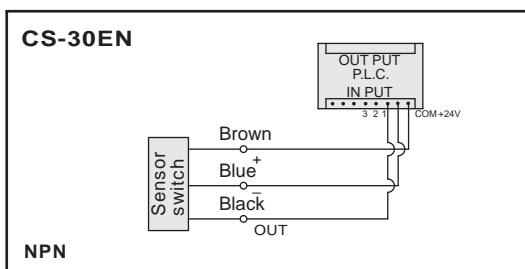 CS-30EN
OUT PUT
P.L.C.
IN PUT
3 2 1 COM +24V
Sensor
switch
Brown
+
Blue
−
Black
OUT
NPN